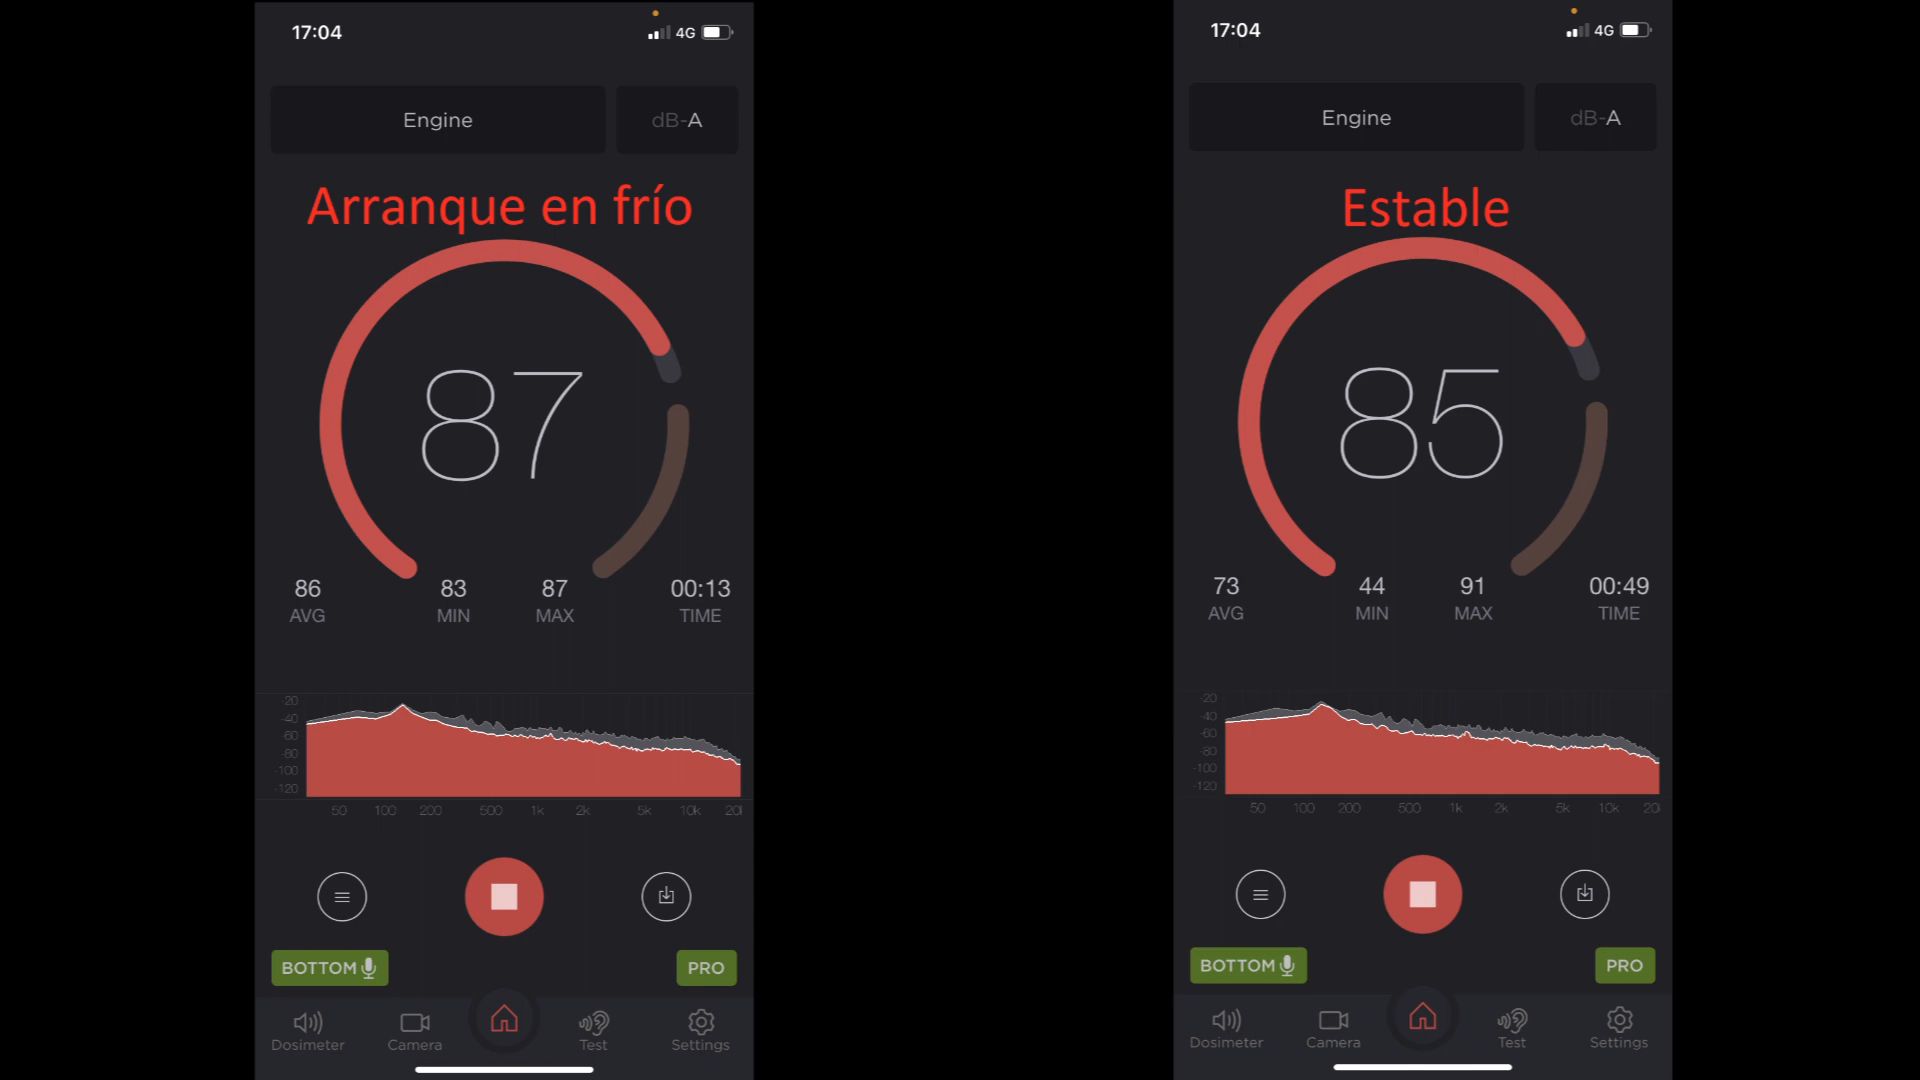 17:04
4G
Engine
dB-A
Arranque en frío
87
86 83 87 00:13
AVG MIN MAX TIME
-20
-40
-60
-80
-100
-120
50 100 200 500 1k 2k 5k 10k 20
BOTTOM
PRO
Dosimeter Camera Test Settings
17:04
4G
Engine
dB-A
Estable
85
73 44 91 00:49
AVG MIN MAX TIME
-20
-40
-60
-80
-100
-120
50 100 200 500 1k 2k 5k 10k 20
BOTTOM
PRO
Dosimeter Camera Test Settings